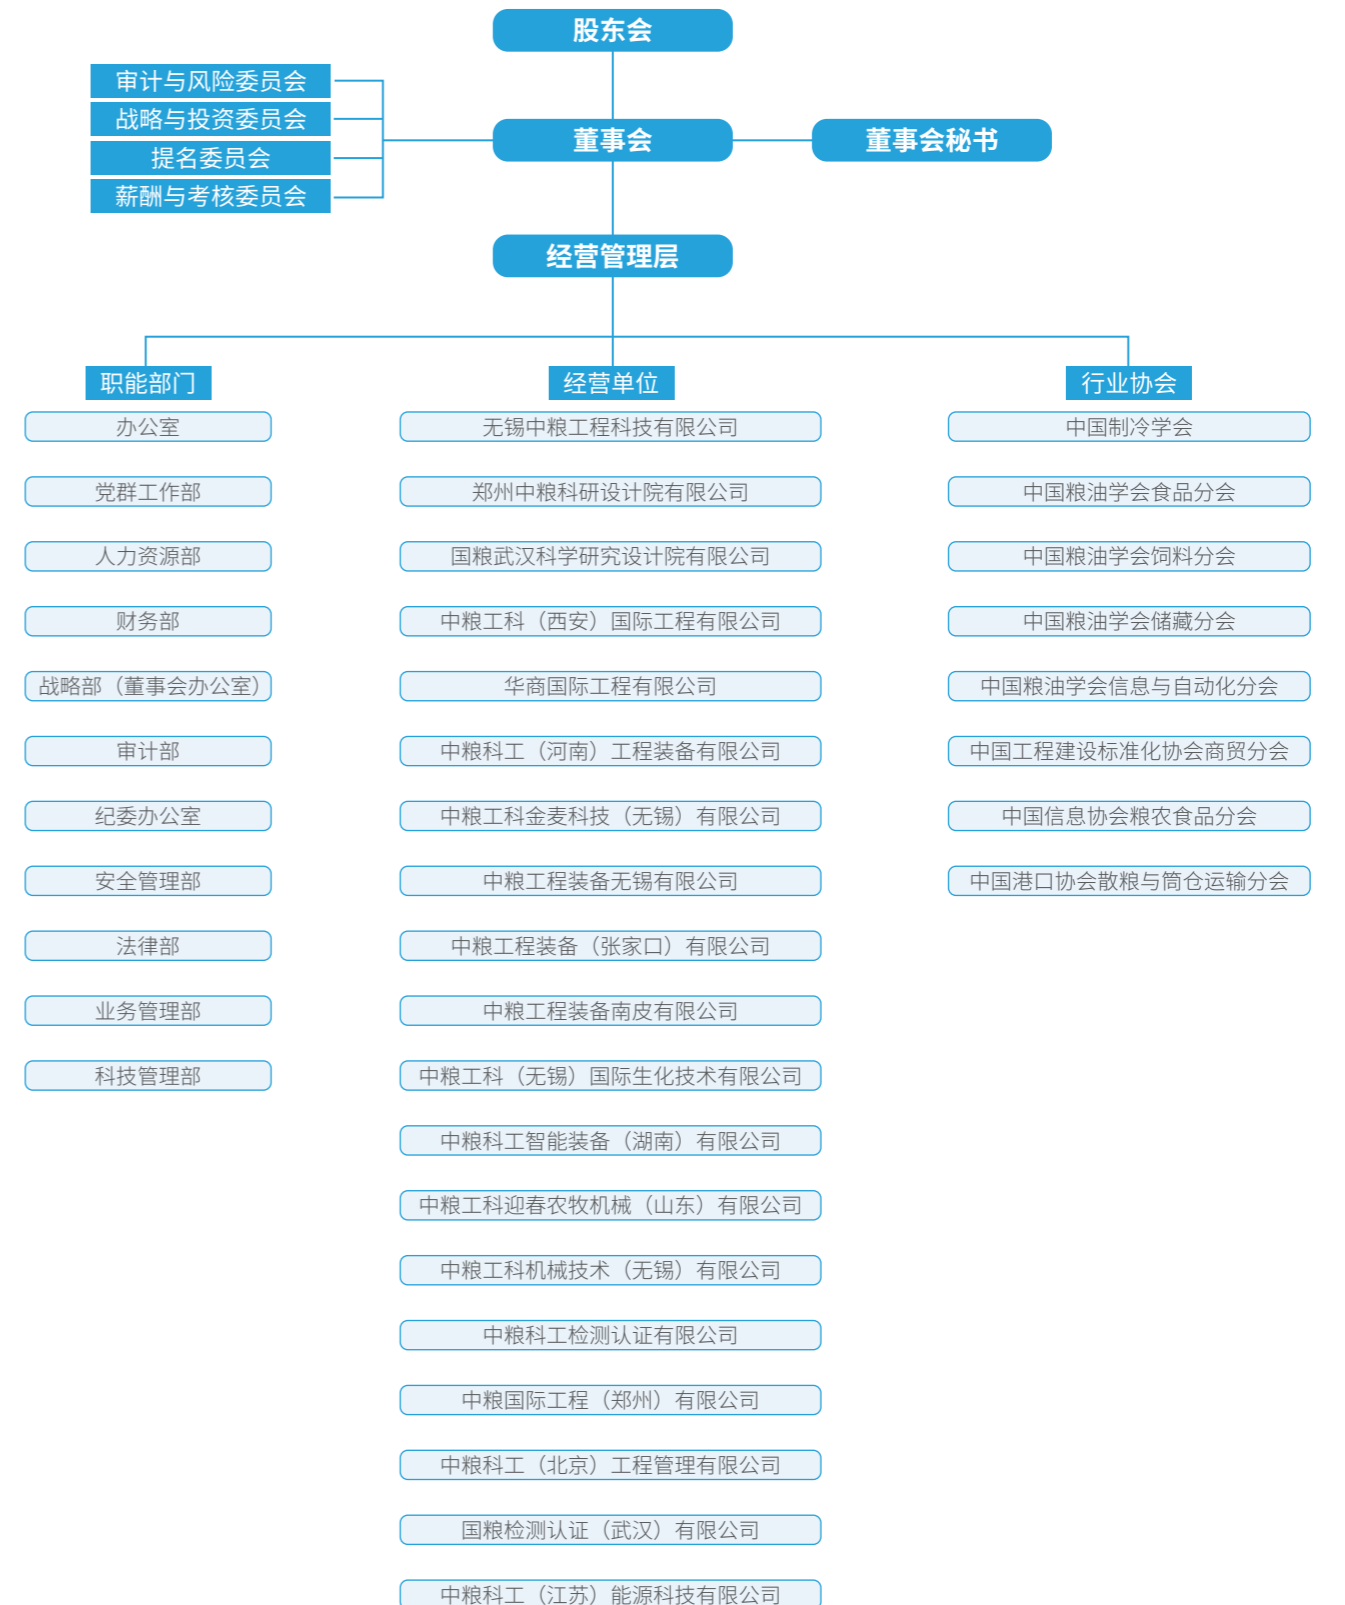 股东会
审计与风险委员会
战略与投资委员会
提名委员会
薪酬与考核委员会
董事会
董事会秘书
经营管理层
职能部门
办公室
党群工作部
人力资源部
财务部
战略部（董事会办公室）
审计部
纪委办公室
安全管理部
法律部
业务管理部
科技管理部
经营单位
无锡中粮工程科技有限公司
郑州中粮科研设计院有限公司
国粮武汉科学研究设计院有限公司
中粮工科（西安）国际工程有限公司
华商国际工程有限公司
中粮科工（河南）工程装备有限公司
中粮工科金麦科技（无锡）有限公司
中粮工程装备无锡有限公司
中粮工程装备（张家口）有限公司
中粮工程装备南皮有限公司
中粮工科（无锡）国际生化技术有限公司
中粮科工智能装备（湖南）有限公司
中粮工科迎春农牧机械（山东）有限公司
中粮工科机械技术（无锡）有限公司
中粮科工检测认证有限公司
中粮国际工程（郑州）有限公司
中粮科工（北京）工程管理有限公司
国粮检测认证（武汉）有限公司
中粮科工（江苏）能源科技有限公司
行业协会
中国制冷学会
中国粮油学会食品分会
中国粮油学会饲料分会
中国粮油学会储藏分会
中国粮油学会信息与自动化分会
中国工程建设标准化协会商贸分会
中国信息协会粮农食品分会
中国港口协会散粮与筒仓运输分会